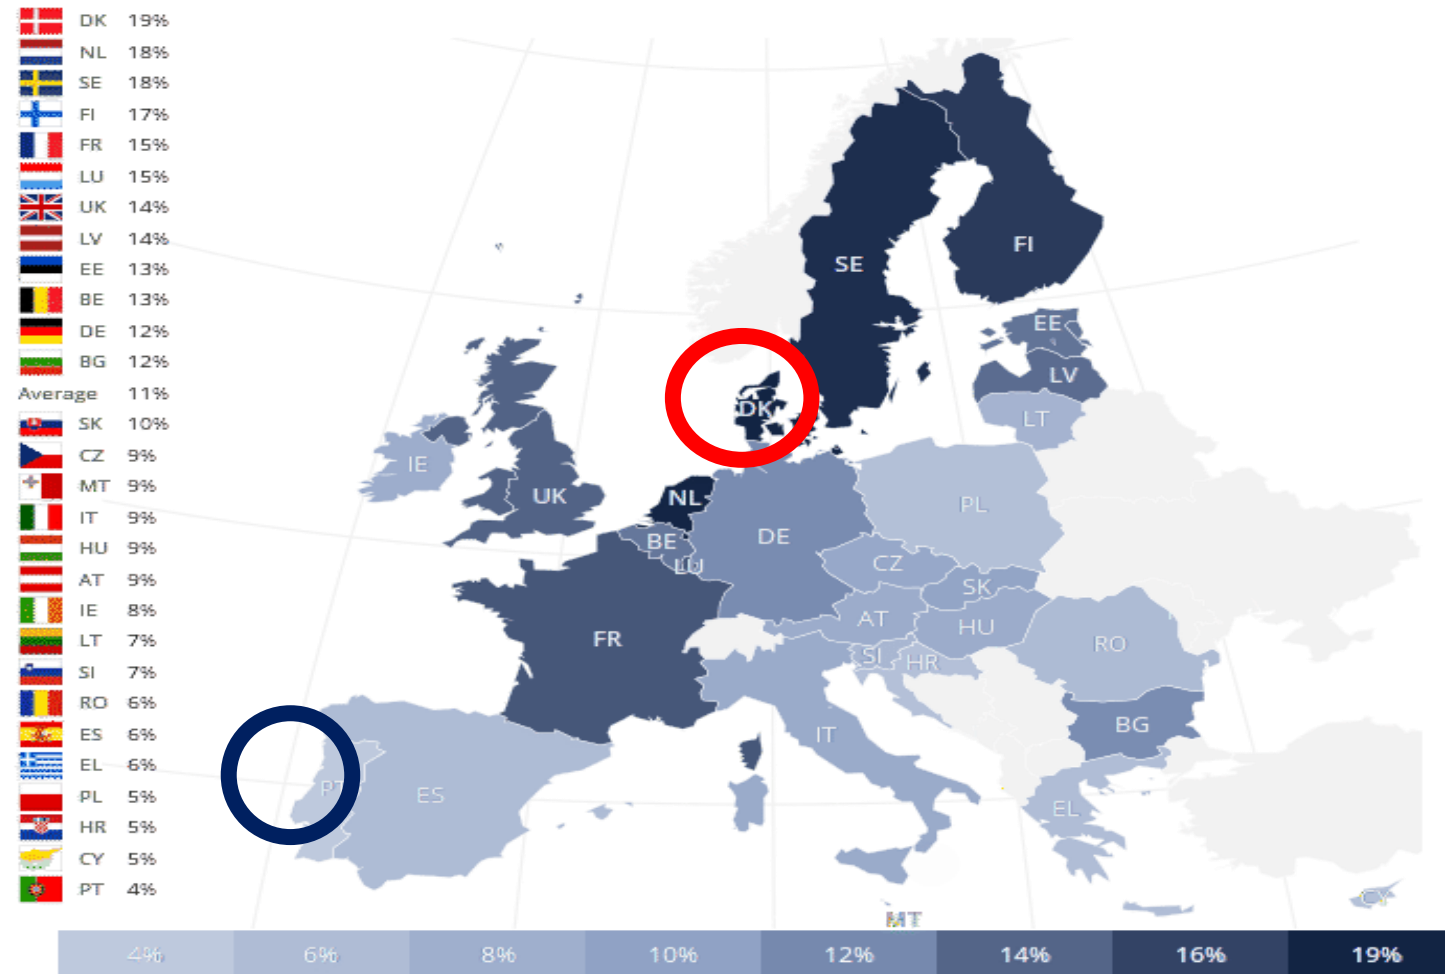 DK 19%
NL 18%
SE 18%
FI 17%
FR 15%
LU 15%
UK 14%
LV 14%
EE 13%
BE 13%
DE 12%
BG 12%
Average 11%
SK 10%
CZ 9%
MT 9%
IT 9%
HU 9%
AT 9%
IE 8%
LT 7%
SI 7%
RO 6%
ES 6%
EL 6%
PL 5%
HR 5%
CY 5%
PT 4%
FI
SE
EE
LV
DK
LT
IE
UK
NL
PL
DE
BE
CZ
LU
SK
AT
HU
FR
RO
SI
HR
BG
IT
PT
ES
EL
CY
MT
4% 6% 8% 10% 12% 14% 16% 19%